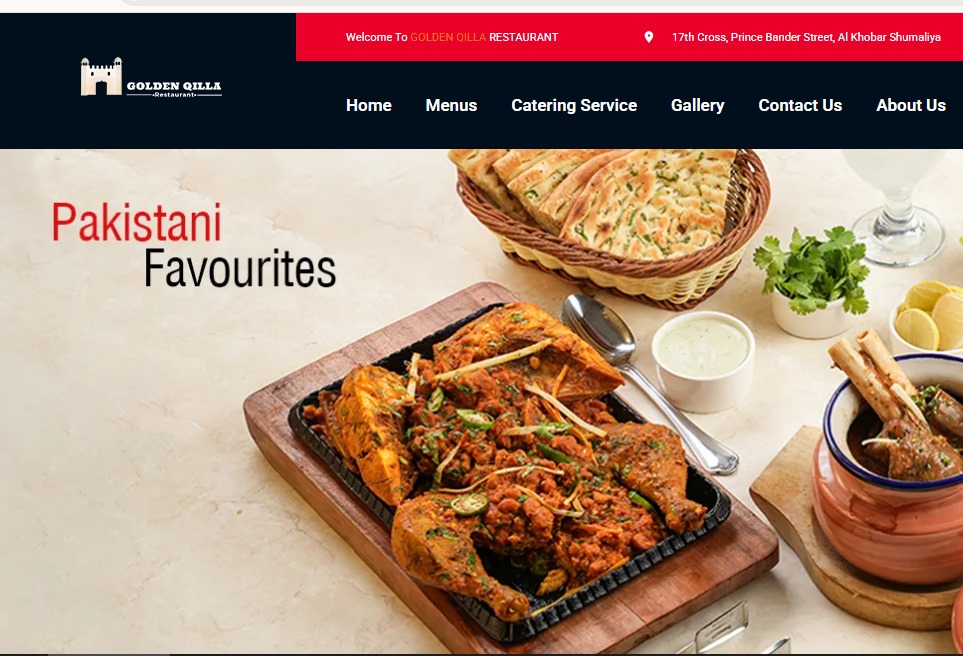 Welcome To GOLDEN QILLA RESTAURANT
17th Cross, Prince Bander Street, Al Khobar Shumaliya
GOLDEN QILLA
Restaurant
Home
Menus
Catering Service
Gallery
Contact Us
About Us
Pakistani
Favourites